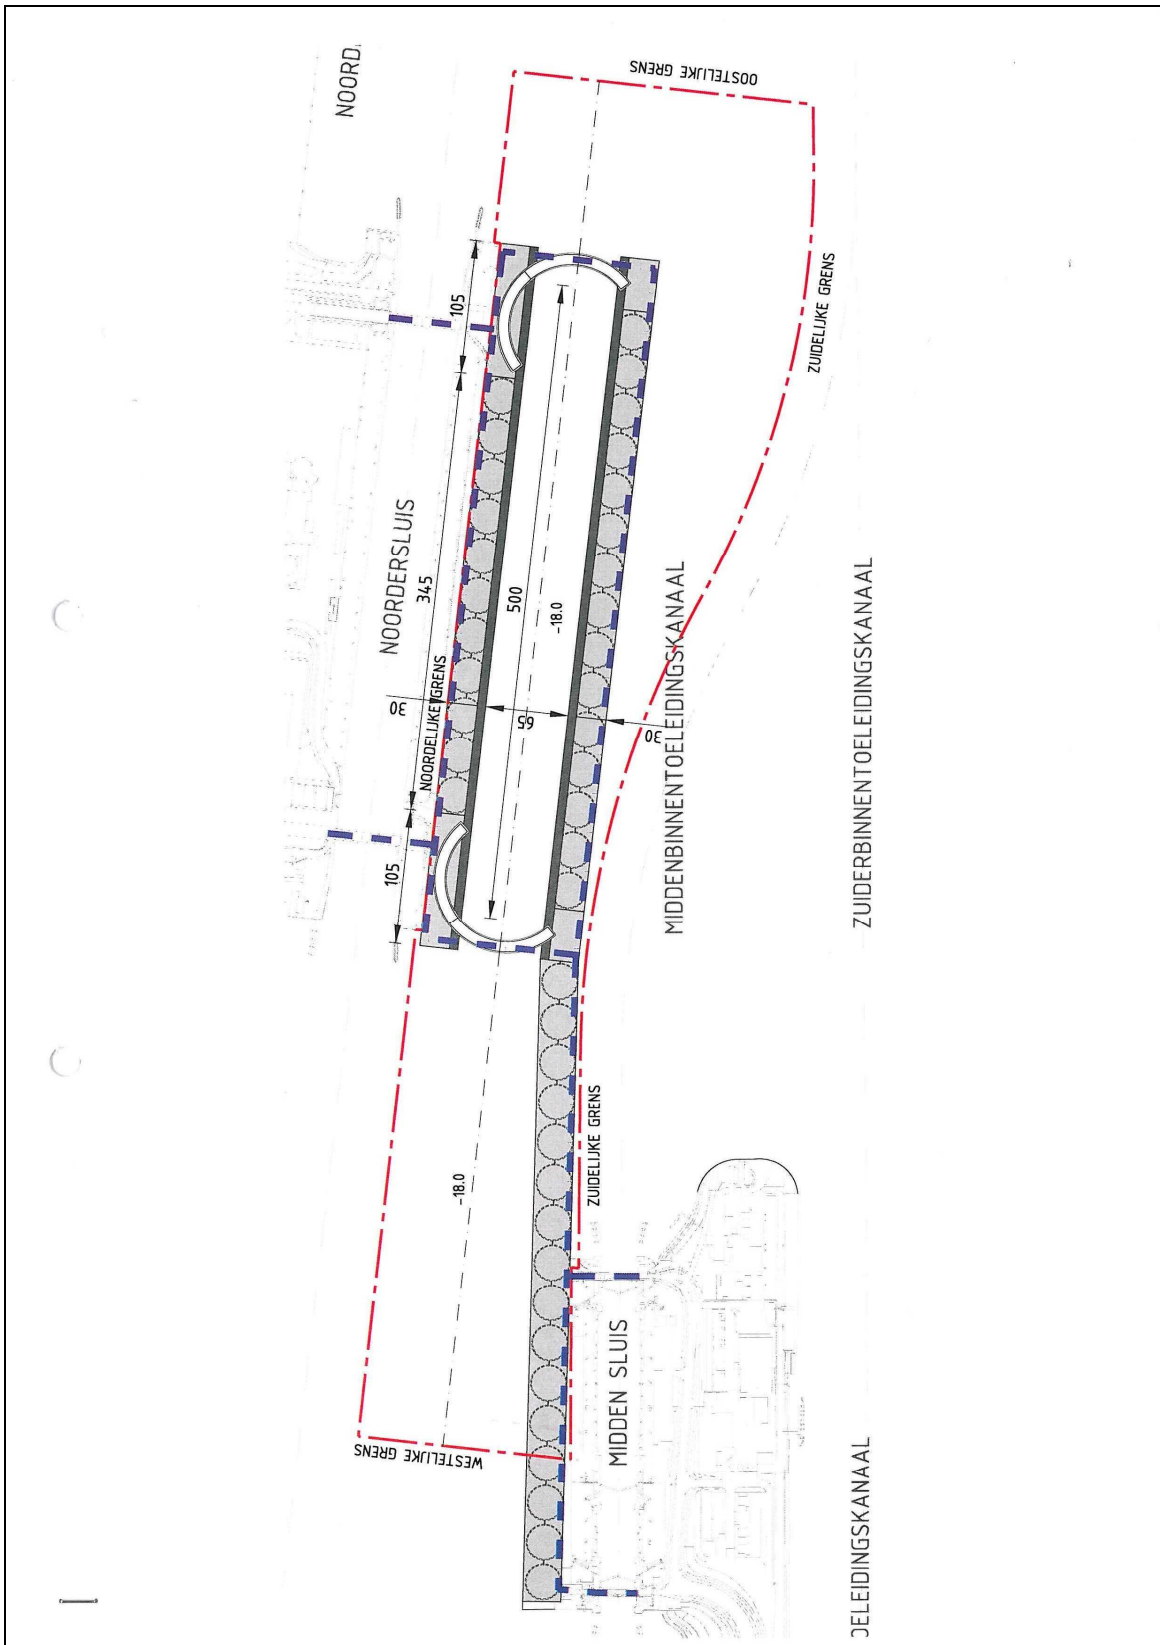 NOORD.
OOSTELIJKE GRENS
105
ZUIDELIJKE GRENS
NOORDERSLUIS
345
500
-18.0
NOORDELIJKE GRENS
30
65
30
MIDDENBINNENTOELEIDINGSKANAAL
ZUIDERBINNENTOELEIDINGSKANAAL
105
ZUIDELIJKE GRENS
-18.0
MIDDEN SLUIS
WESTELIJKE GRENS
OELEIDINGSKANAAL